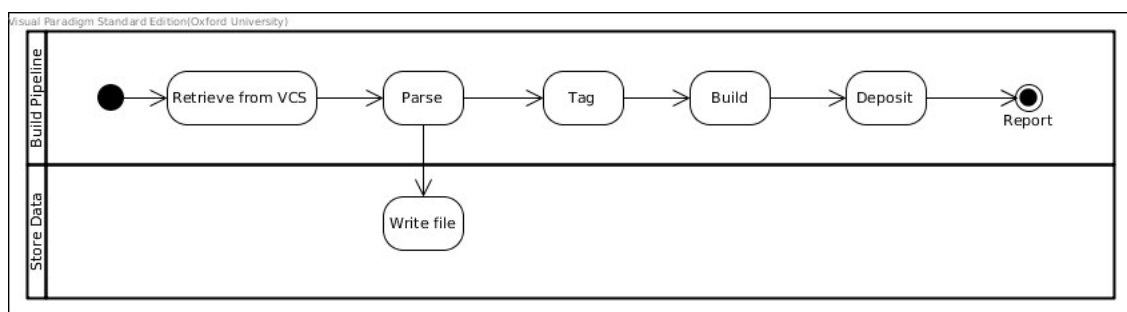 Visual Paradigm Standard Edition(Oxford University)
Build Pipeline
Retrieve from VCS
Parse
Tag
Build
Deposit
Report
Store Data
Write file